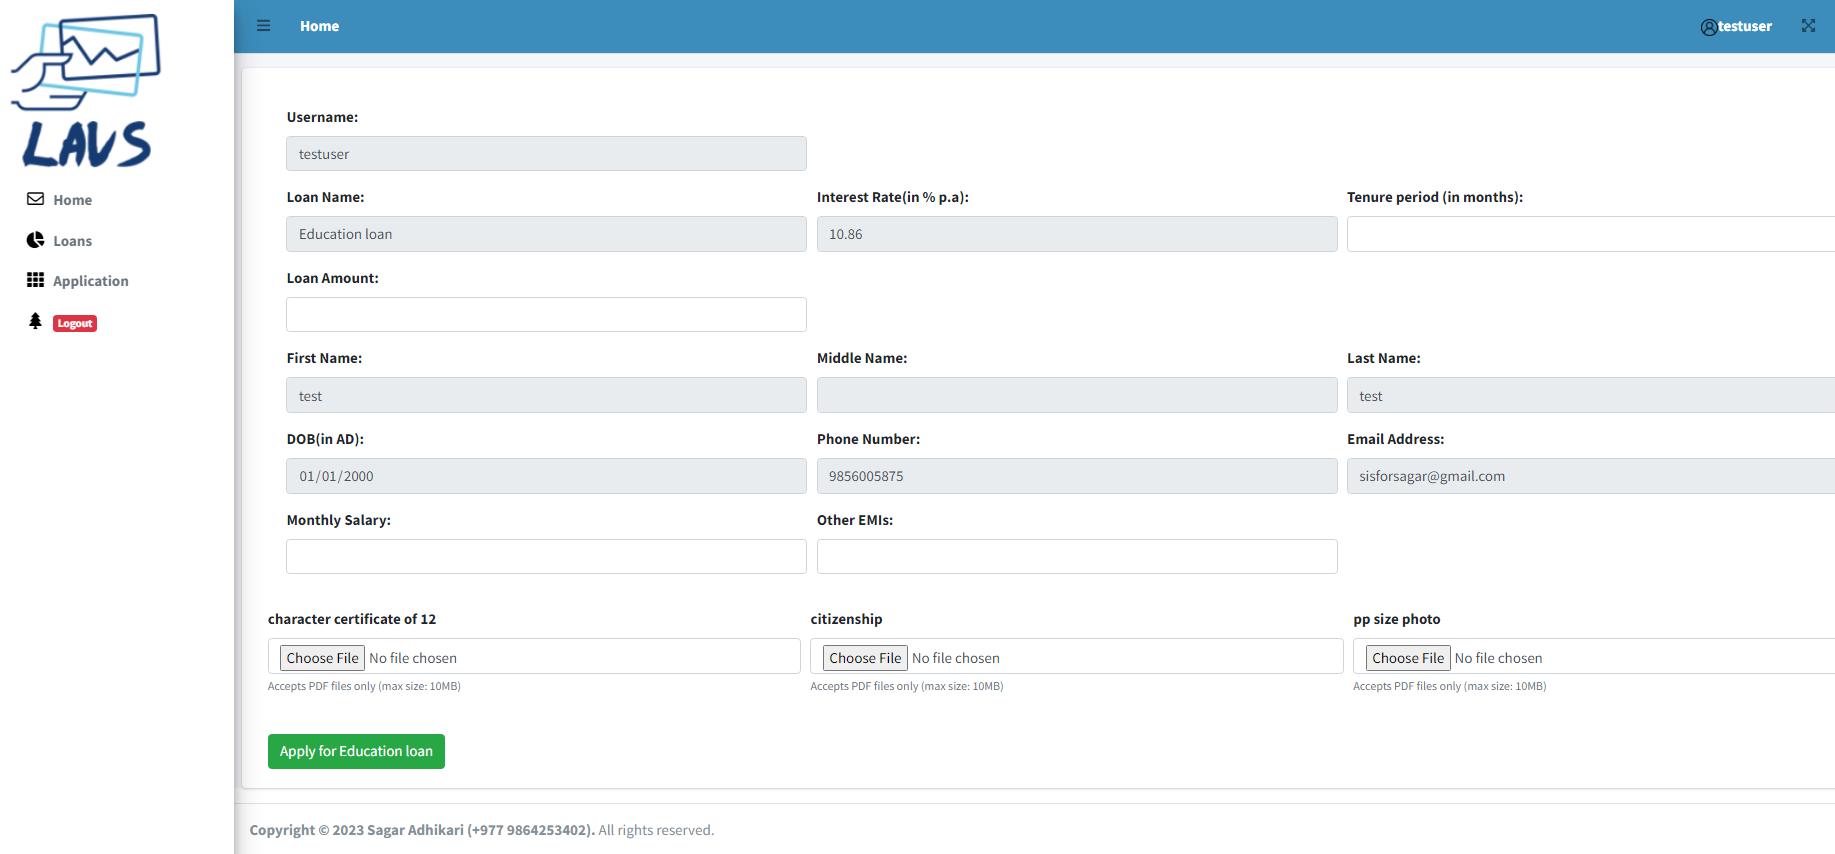 LAVS
Home
Loans
Application
Logout
Home
testuser
Username:
testuser
Loan Name:
Interest Rate(in % p.a):
Tenure period (in months):
Education loan
10.86
Loan Amount:
First Name:
Middle Name:
Last Name:
test
test
DOB(in AD):
Phone Number:
Email Address:
01/01/2000
9856005875
sisforsagar@gmail.com
Monthly Salary:
Other EMIs:
character certificate of 12
citizenship
pp size photo
Choose File No file chosen
Choose File No file chosen
Choose File No file chosen
Accepts PDF files only (max size: 10MB)
Accepts PDF files only (max size: 10MB)
Accepts PDF files only (max size: 10MB)
Apply for Education loan
Copyright © 2023 Sagar Adhikari (+977 9864253402). All rights reserved.